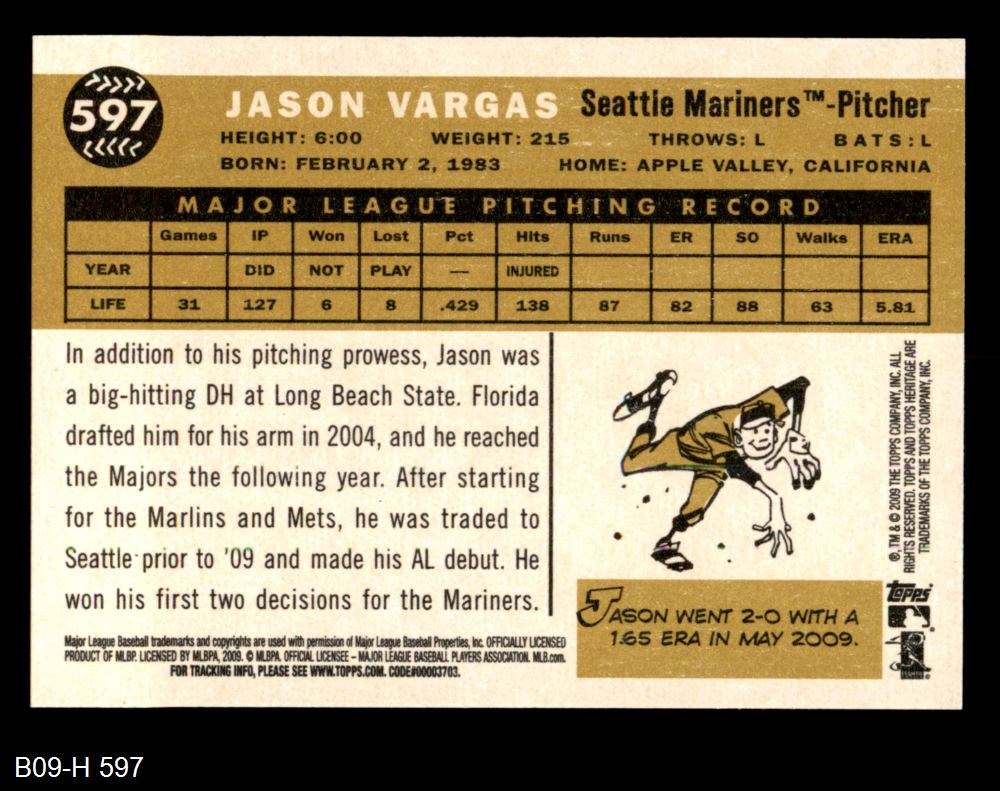 597
JASON VARGAS Seattle Mariners™-Pitcher
HEIGHT: 6:00 WEIGHT: 215 THROWS: L BATS: L
BORN: FEBRUARY 2, 1983 HOME: APPLE VALLEY, CALIFORNIA
MAJOR LEAGUE PITCHING RECORD
Games IP Won Lost Pct Hits Runs ER SO Walks ERA
YEAR DID NOT PLAY — INJURED
LIFE 31 127 6 8 .429 138 87 82 88 63 5.81
In addition to his pitching prowess, Jason was
a big-hitting DH at Long Beach State. Florida
drafted him for his arm in 2004, and he reached
the Majors the following year. After starting
for the Marlins and Mets, he was traded to
Seattle prior to '09 and made his AL debut. He
won his first two decisions for the Mariners.
JASON WENT 2-0 WITH A
1.65 ERA IN MAY 2009.
®, TM & © 2009 THE TOPPS COMPANY, INC. ALL
RIGHTS RESERVED. TOPPS AND TOPPS HERITAGE ARE
TRADEMARKS OF THE TOPPS COMPANY, INC.
Topps®
Major League Baseball trademarks and copyrights are used with permission of Major League Baseball Properties, Inc. OFFICIALLY LICENSED
PRODUCT OF MLBP. LICENSED BY MLBPA, 2009. © MLBPA. OFFICIAL LICENSEE – MAJOR LEAGUE BASEBALL PLAYERS ASSOCIATION. MLB.com.
FOR TRACKING INFO, PLEASE SEE WWW.TOPPS.COM. CODE#00003703.
B09-H 597